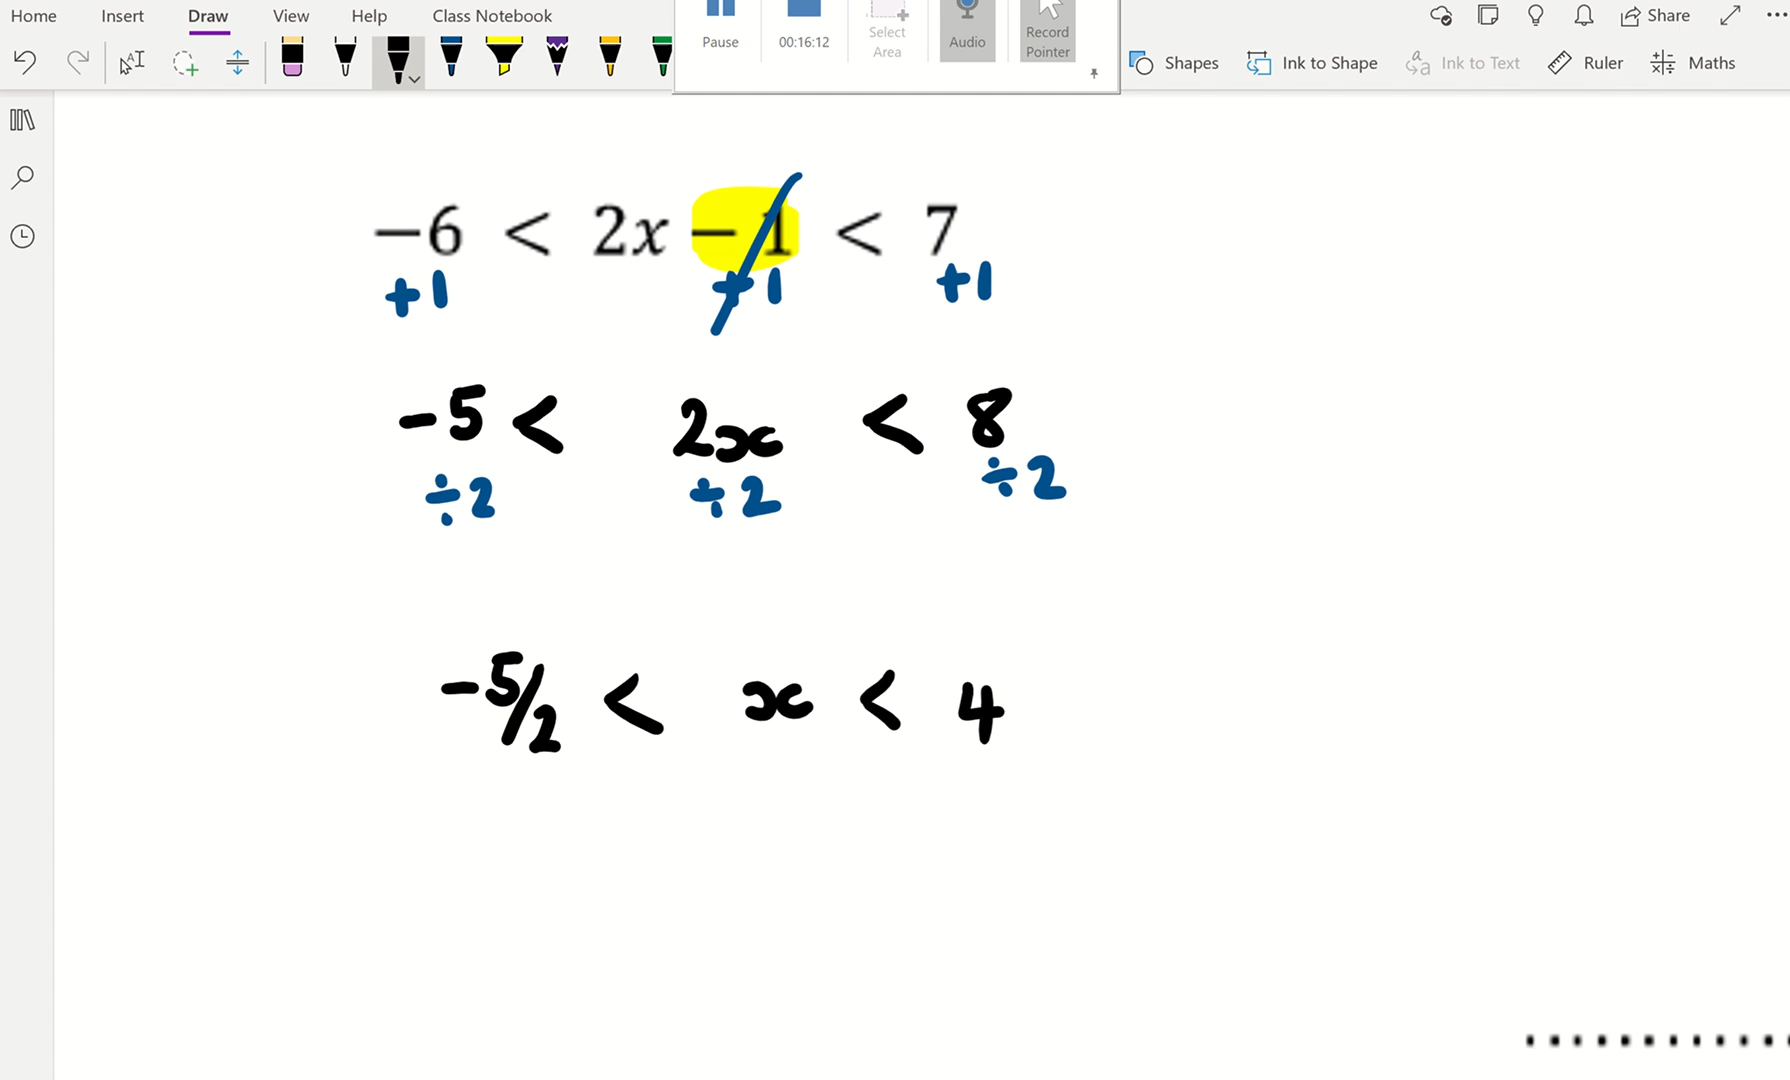 Home Insert Draw View Help Class Notebook
Share
Pause
00:16:12
Select
Area
Audio
Record
Pointer
Shapes Ink to Shape Ink to Text Ruler Maths
−6 < 2x − 1 < 7
+1 +1 +1
-5 < 2x < 8
÷2 ÷2 ÷2
-5/2 < x < 4